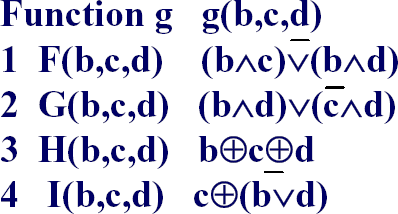 Function g g(b,c,d)
1 F(b,c,d) (b∧c)∨̅(b∧d)
2 G(b,c,d) (b∧d)∨(c̅∧d)
3 H(b,c,d) b⊕c⊕d
4 I(b,c,d) c⊕(b∨̅d)